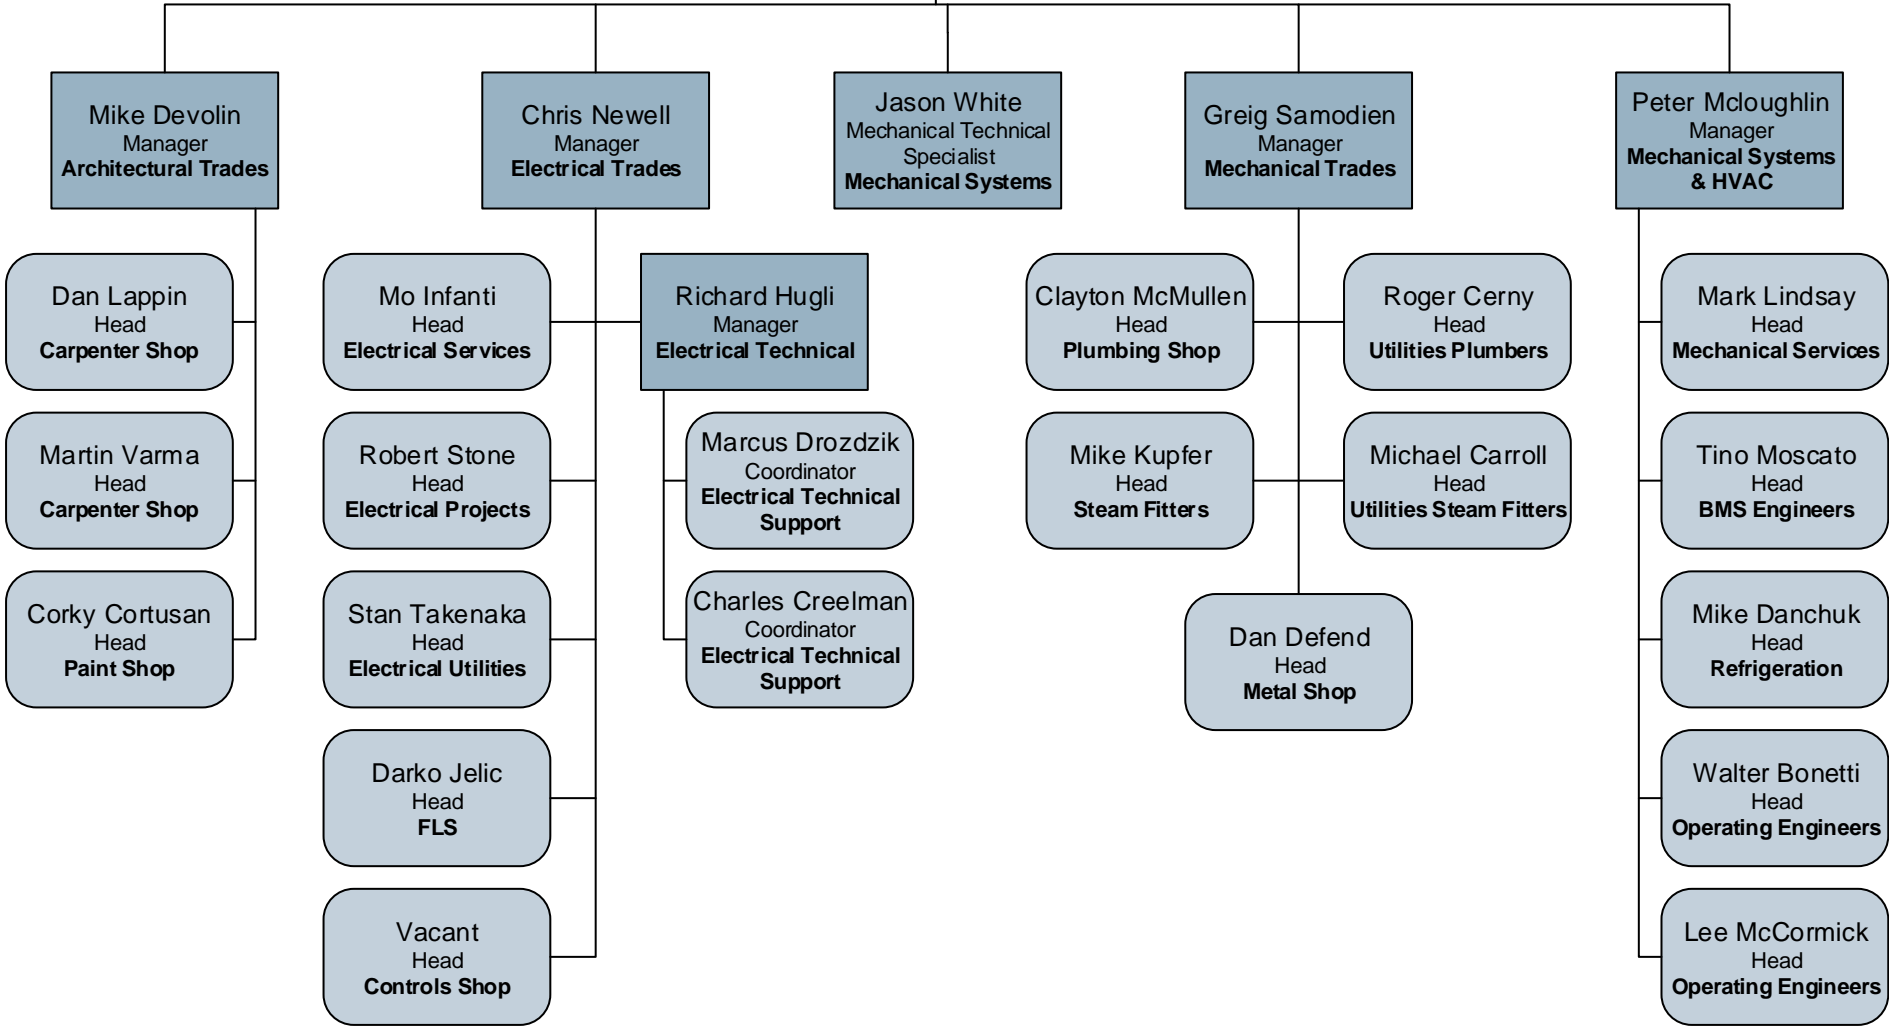 Mike Devolin
Manager
Architectural Trades
Chris Newell
Manager
Electrical Trades
Jason White
Mechanical Technical
Specialist
Mechanical Systems
Greig Samodien
Manager
Mechanical Trades
Peter Mcloughlin
Manager
Mechanical Systems
& HVAC
Dan Lappin
Head
Carpenter Shop
Mo Infanti
Head
Electrical Services
Richard Hugli
Manager
Electrical Technical
Clayton McMullen
Head
Plumbing Shop
Roger Cerny
Head
Utilities Plumbers
Mark Lindsay
Head
Mechanical Services
Martin Varma
Head
Carpenter Shop
Robert Stone
Head
Electrical Projects
Marcus Drozdzik
Coordinator
Electrical Technical
Support
Mike Kupfer
Head
Steam Fitters
Michael Carroll
Head
Utilities Steam Fitters
Tino Moscato
Head
BMS Engineers
Corky Cortusan
Head
Paint Shop
Stan Takenaka
Head
Electrical Utilities
Charles Creelman
Coordinator
Electrical Technical
Support
Dan Defend
Head
Metal Shop
Mike Danchuk
Head
Refrigeration
Darko Jelic
Head
FLS
Walter Bonetti
Head
Operating Engineers
Vacant
Head
Controls Shop
Lee McCormick
Head
Operating Engineers